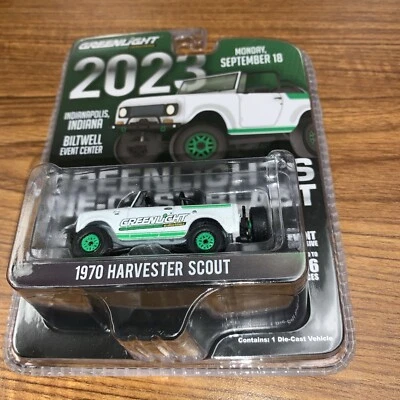 GREENLIGHT
2023
MONDAY,
SEPTEMBER 18
INDIANAPOLIS,
INDIANA
BILTWELL
EVENT CENTER
GREENLIGHT
1970 HARVESTER SCOUT
Contains: 1 Die-Cast Vehicle